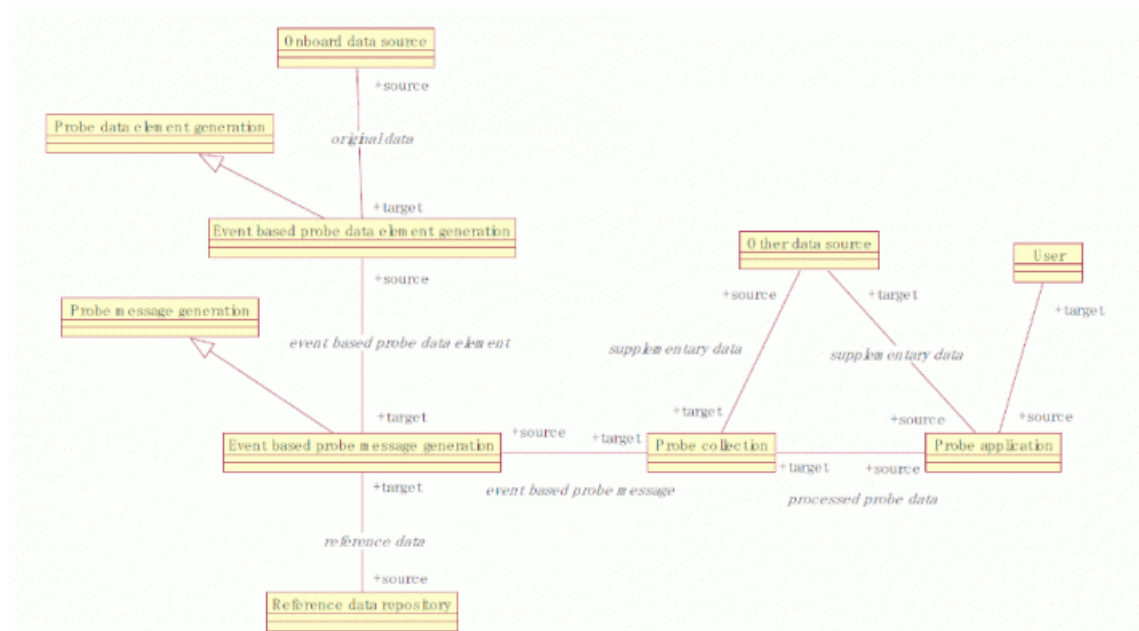 Onboard data source
+source
Probe data element generation
original data
+target
Event based probe data element generation
Other data source
User
+source
+source
+target
+target
Probe message generation
event based probe data element
supplementary data
supplementary data
+target
+target
+source
+source
+source
+target
Event based probe message generation
Probe collection
Probe application
+target
+target
+source
event based probe message
processed probe data
reference data
+source
Reference data repository